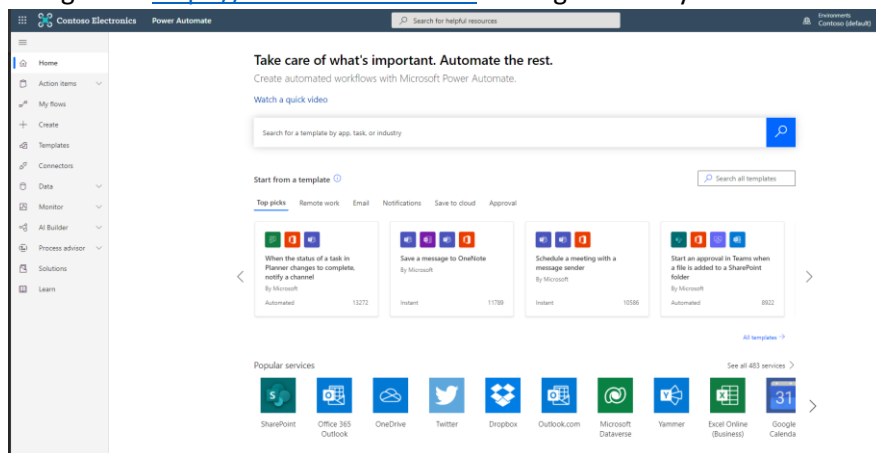 Contoso Electronics Power Automate
Search for helpful resources
Environments
Contoso (default)
Home
Action items
My flows
Create
Templates
Connectors
Data
Monitor
AI Builder
Process advisor
Solutions
Learn
Take care of what's important. Automate the rest.
Create automated workflows with Microsoft Power Automate.
Watch a quick video
Search for a template by app, task, or industry
Start from a template
Search all templates
Top picks Remote work Email Notifications Save to cloud Approval
When the status of a task in
Planner changes to complete,
notify a channel
By Microsoft
Automated 13272
Save a message to OneNote
By Microsoft
Instant 11789
Schedule a meeting with a
message sender
By Microsoft
Instant 10586
Start an approval in Teams when
a file is added to a SharePoint
folder
By Microsoft
Automated 8922
All templates
Popular services
See all 483 services
31
SharePoint
Office 365
Outlook
OneDrive
Twitter
Dropbox
Outlook.com
Microsoft
Dataverse
Yammer
Excel Online
(Business)
Google
Calenda